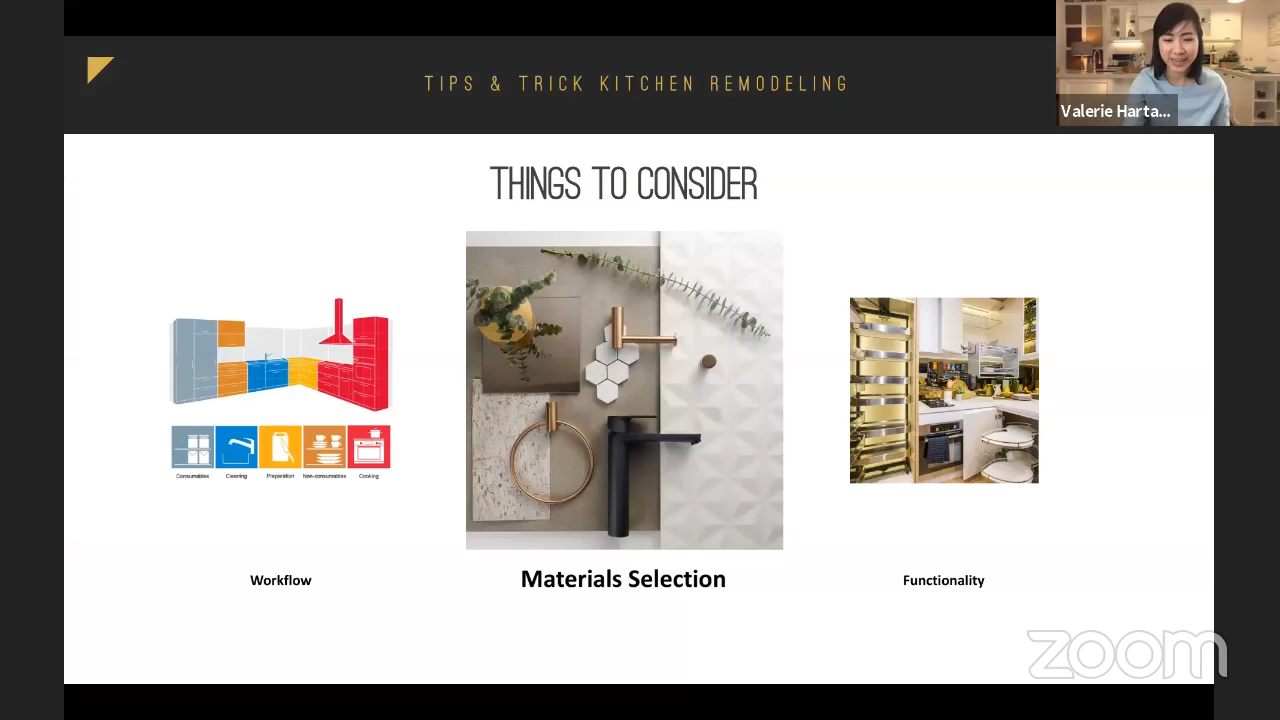 TIPS & TRICK KITCHEN REMODELING
Valerie Harta...
THINGS TO CONSIDER
Consumables Cleaning Preparation Non-consumables Cooking
Workflow
Materials Selection
Functionality
zoom